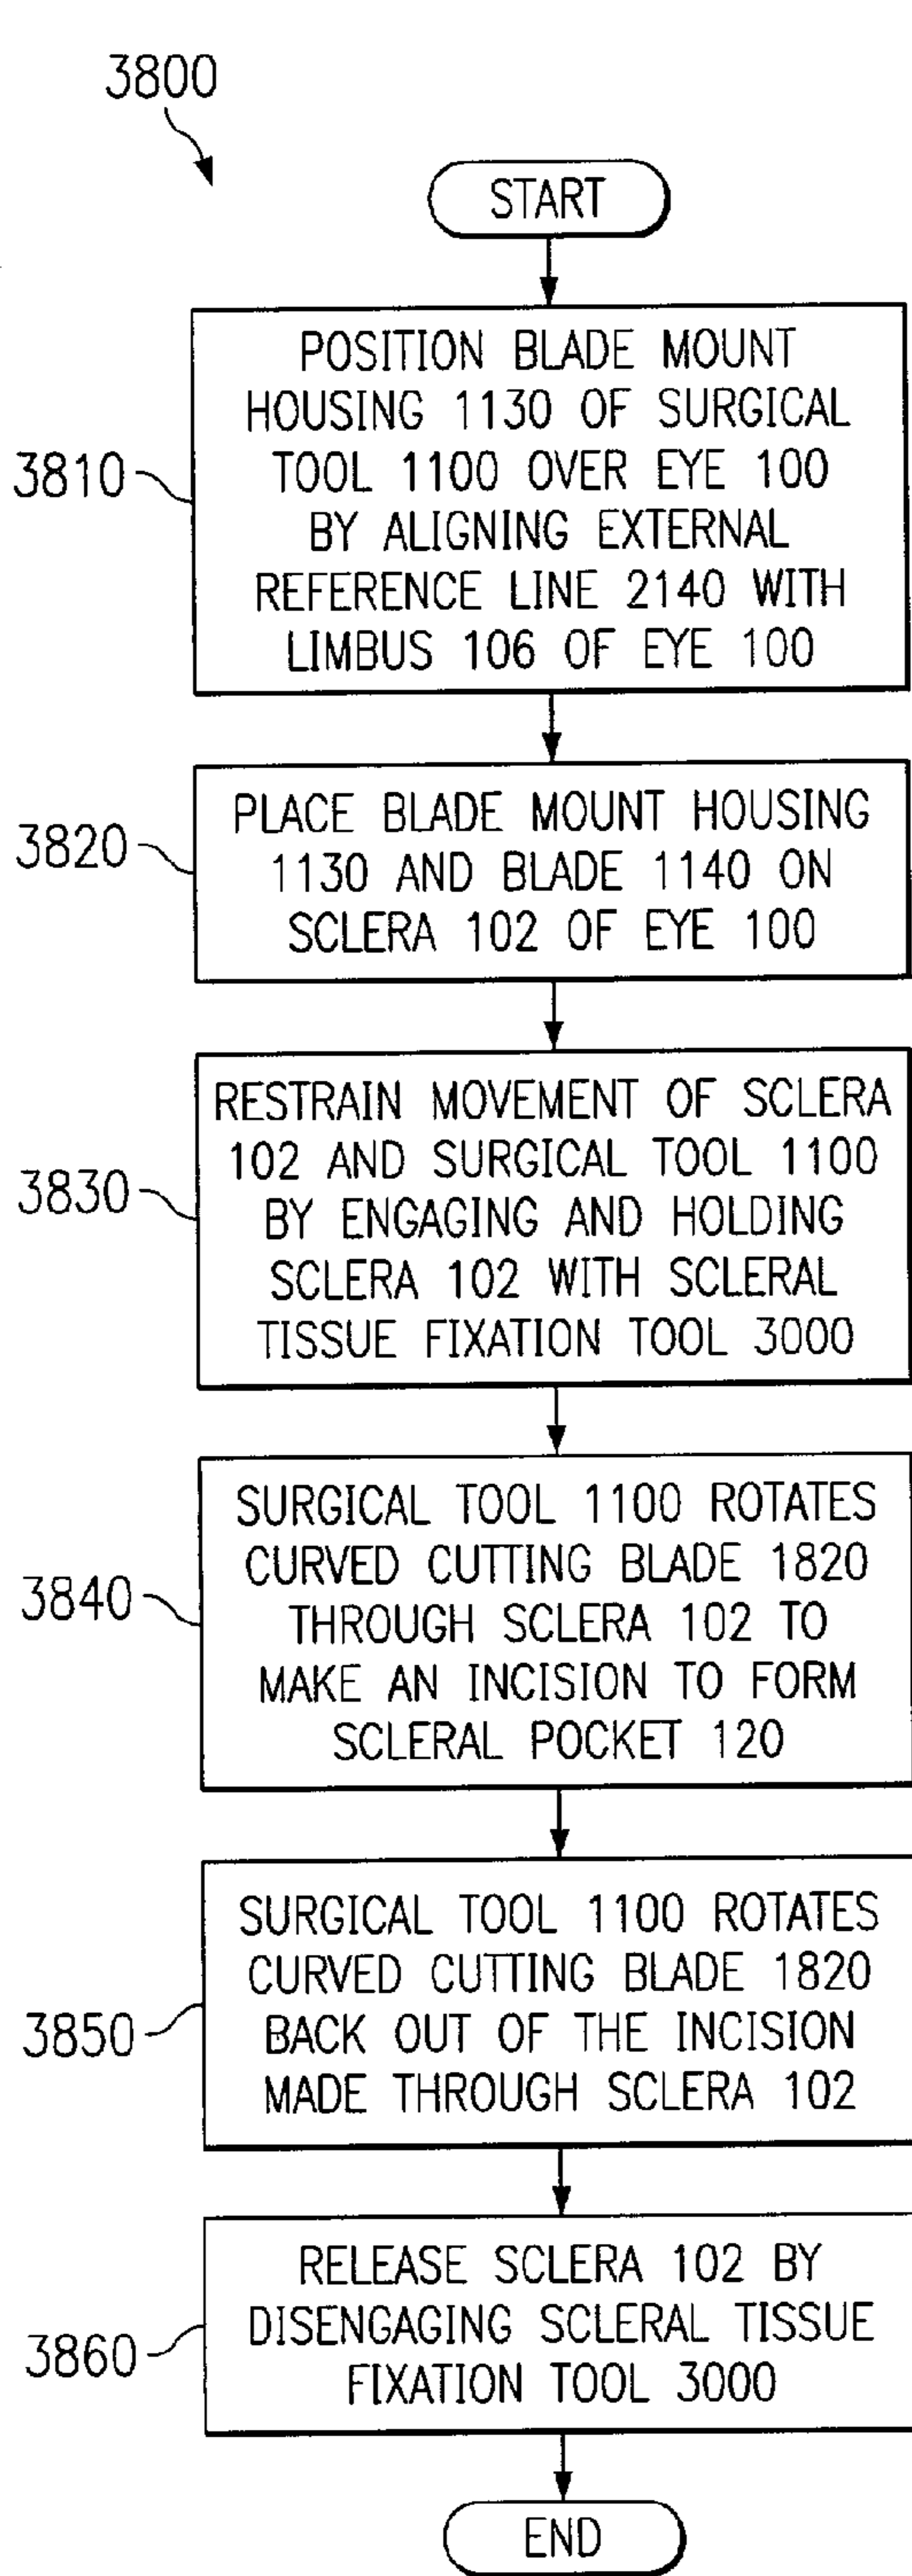 3800
START
POSITION BLADE MOUNT
HOUSING 1130 OF SURGICAL
TOOL 1100 OVER EYE 100
BY ALIGNING EXTERNAL
REFERENCE LINE 2140 WITH
LIMBUS 106 OF EYE 100
3810
PLACE BLADE MOUNT HOUSING
1130 AND BLADE 1140 ON
SCLERA 102 OF EYE 100
3820
RESTRAIN MOVEMENT OF SCLERA
102 AND SURGICAL TOOL 1100
BY ENGAGING AND HOLDING
SCLERA 102 WITH SCLERAL
TISSUE FIXATION TOOL 3000
3830
SURGICAL TOOL 1100 ROTATES
CURVED CUTTING BLADE 1820
THROUGH SCLERA 102 TO
MAKE AN INCISION TO FORM
SCLERAL POCKET 120
3840
SURGICAL TOOL 1100 ROTATES
CURVED CUTTING BLADE 1820
BACK OUT OF THE INCISION
MADE THROUGH SCLERA 102
3850
RELEASE SCLERA 102 BY
DISENGAGING SCLERAL TISSUE
FIXATION TOOL 3000
3860
END